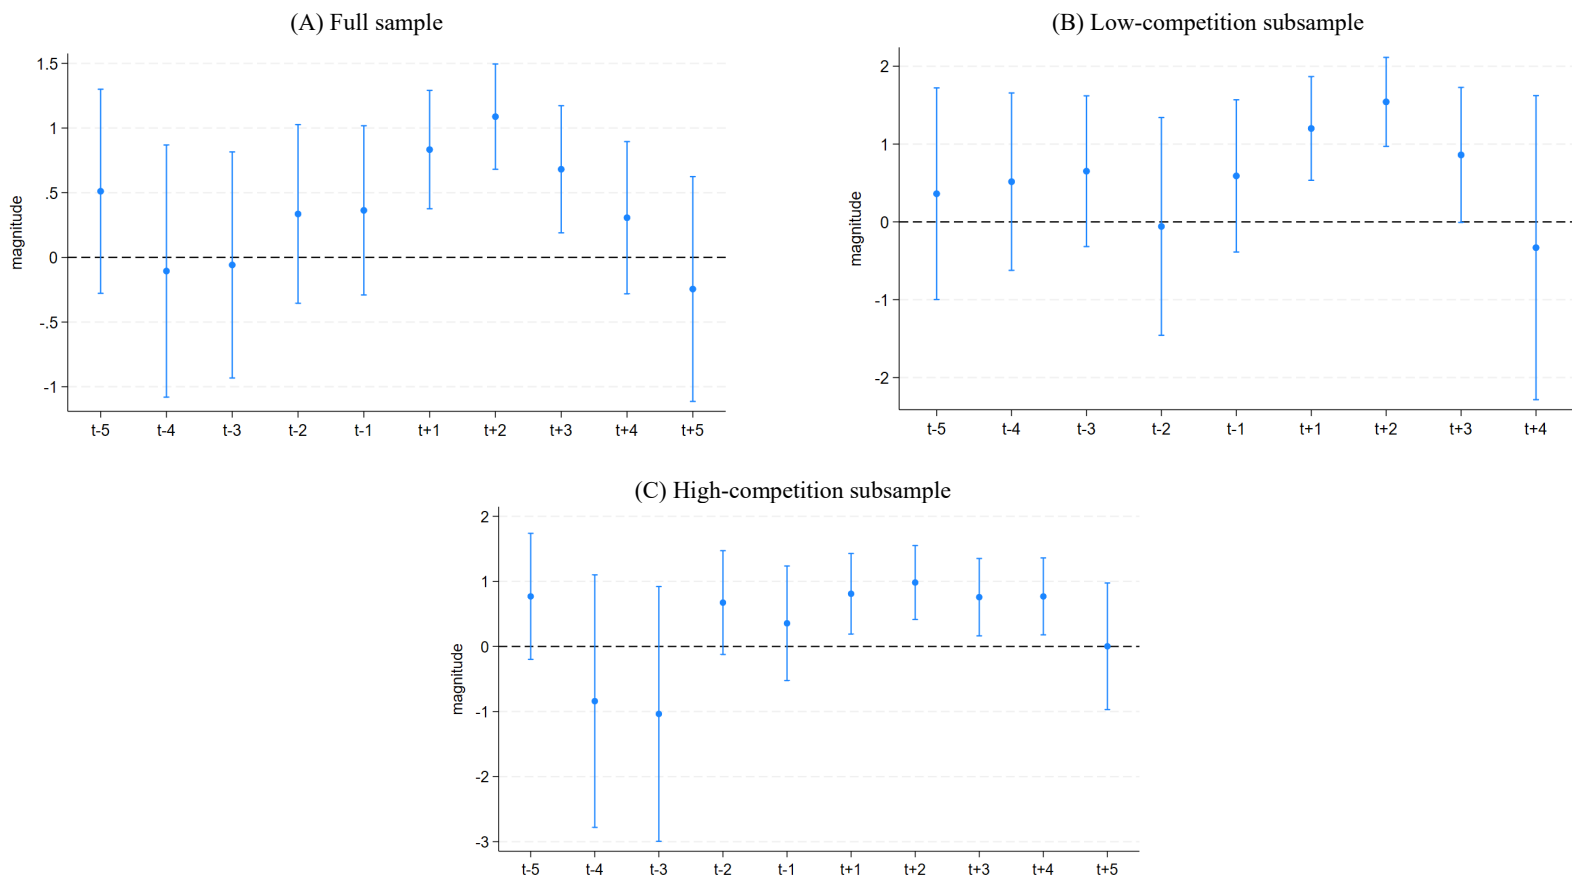 (A) Full sample
1.5
1
.5
0
-.5
-1
magnitude
t-5 t-4 t-3 t-2 t-1 t+1 t+2 t+3 t+4 t+5
(B) Low-competition subsample
2
1
0
-1
-2
magnitude
t-5 t-4 t-3 t-2 t-1 t+1 t+2 t+3 t+4
(C) High-competition subsample
2
1
0
-1
-2
-3
magnitude
t-5 t-4 t-3 t-2 t-1 t+1 t+2 t+3 t+4 t+5